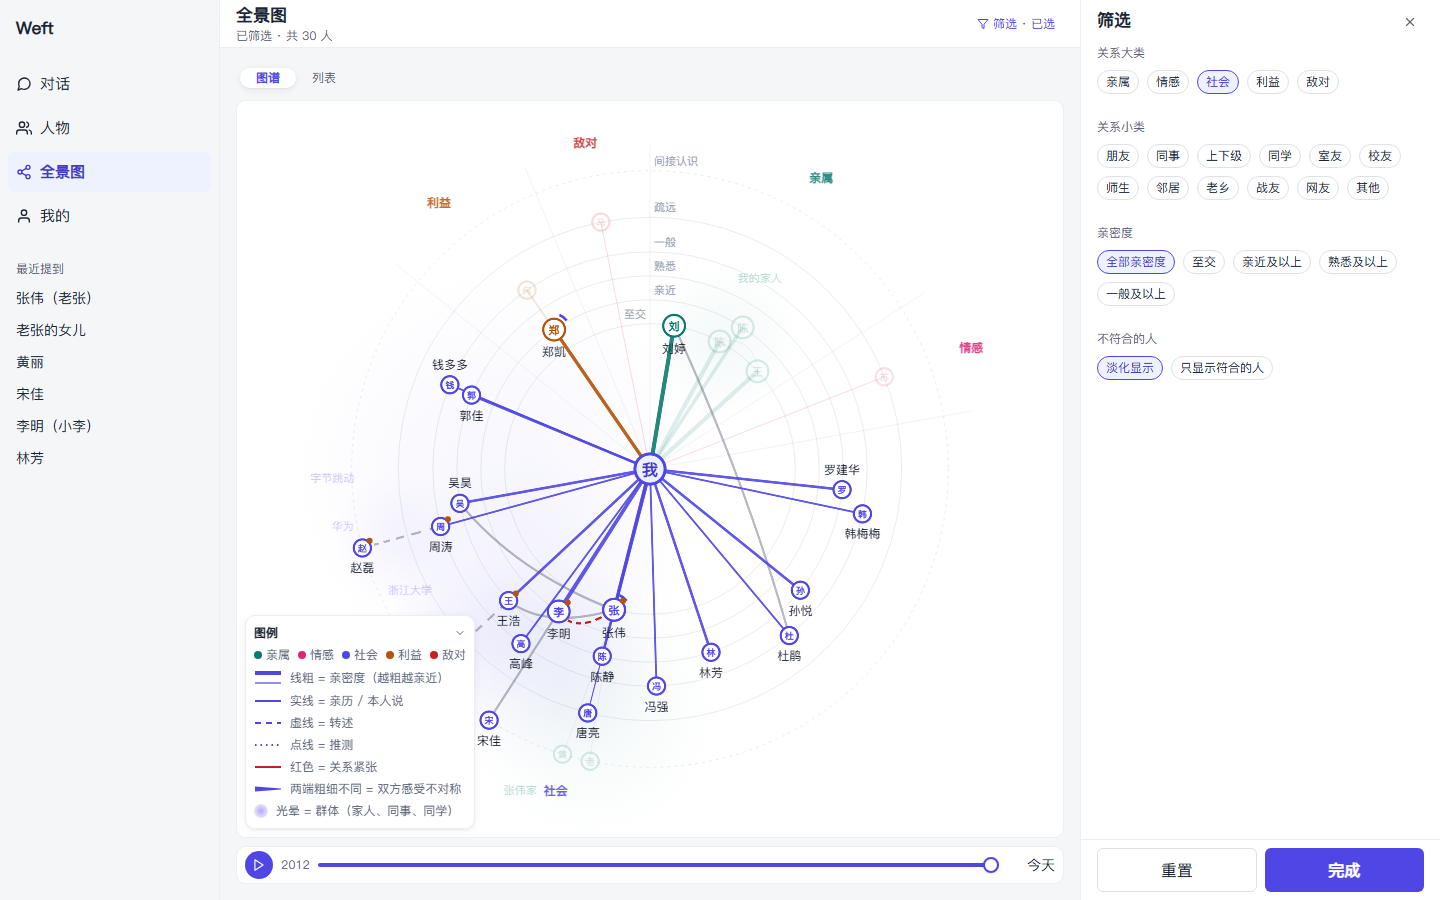 Weft
对话
人物
全景图
我的
最近提到
张伟（老张）
老张的女儿
黄丽
宋佳
李明（小李）
林芳
全景图
已筛选 · 共 30 人
筛选 · 已选
图谱
列表
敌对
间接认识
亲属
利益
疏远
一般
熟悉
我的家人
亲近
至交
郑
郑凯
刘
刘婷
陈
情感
王
钱多多
钱
郭
郭佳
我
罗建华
罗
字节跳动
吴昊
吴
韩
韩梅梅
华为
周
周涛
赵
赵磊
浙江大学
孙
孙悦
王
王浩
李
李明
张
张伟
杜
杜鹃
高
高峰
陈
陈静
林
林芳
冯
冯强
宋
宋佳
唐
唐亮
老
张伟家
社会
图例
亲属
情感
社会
利益
敌对
线粗 = 亲密度（越粗越亲近）
实线 = 亲历 / 本人说
虚线 = 转述
点线 = 推测
红色 = 关系紧张
两端粗细不同 = 双方感受不对称
光晕 = 群体（家人、同事、同学）
2012
今天
筛选
关系大类
亲属 情感 社会 利益 敌对
关系小类
朋友 同事 上下级 同学 室友 校友
师生 邻居 老乡 战友 网友 其他
亲密度
全部亲密度 至交 亲近及以上 熟悉及以上
一般及以上
不符合的人
淡化显示 只显示符合的人
重置
完成